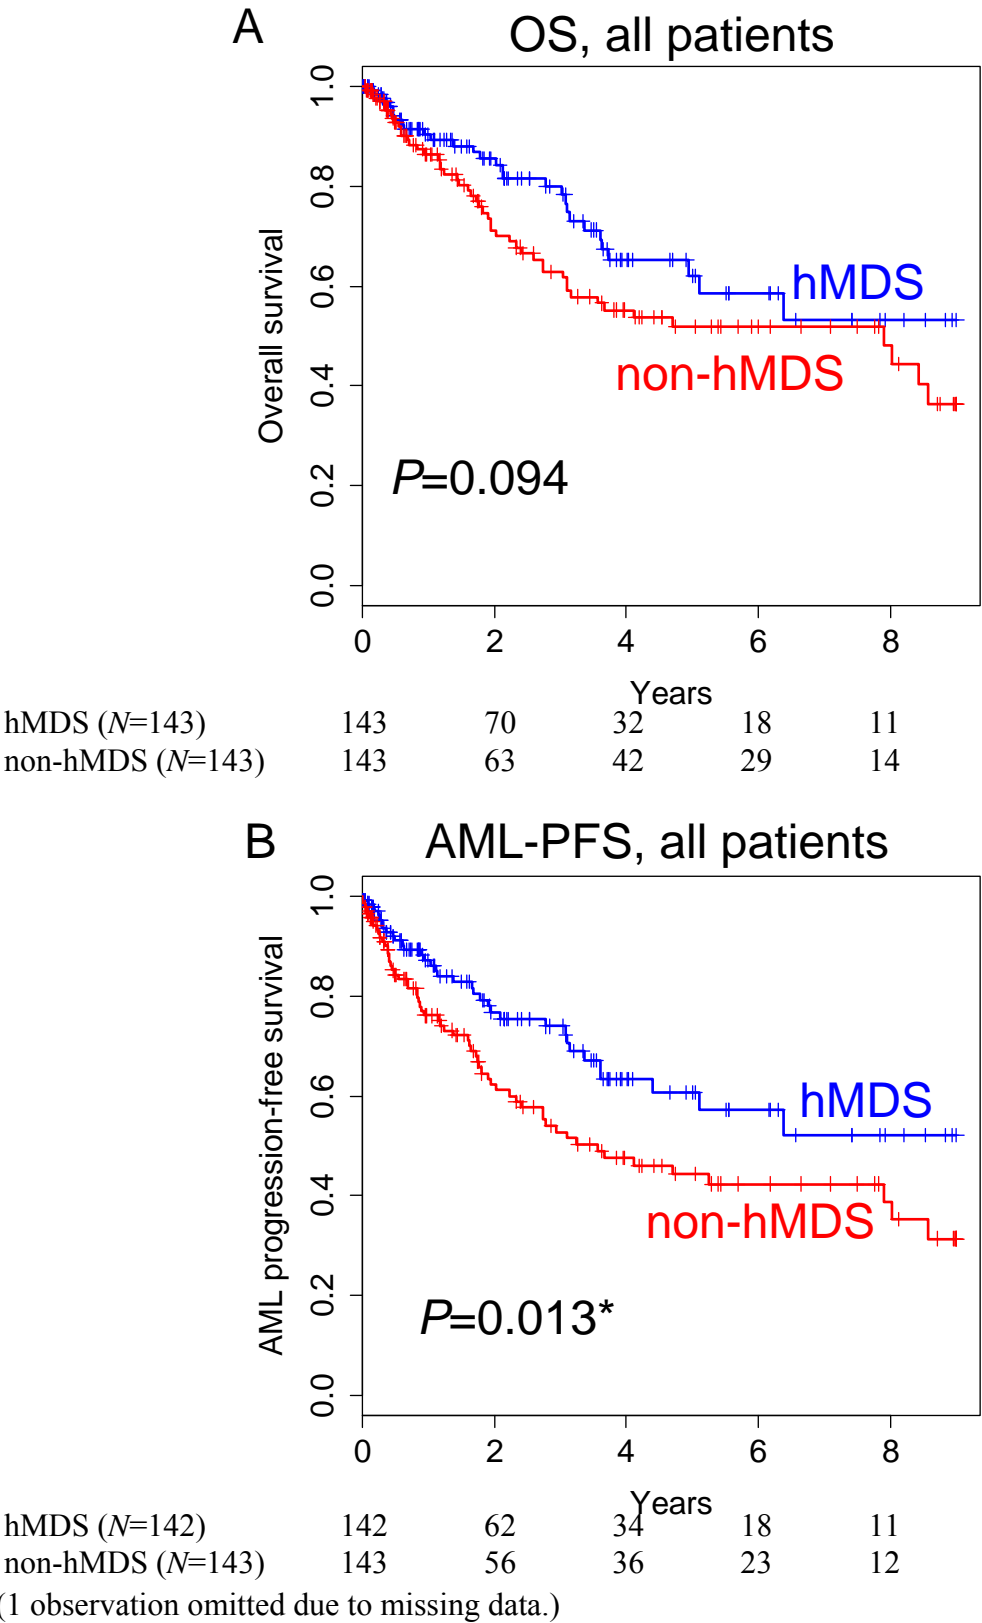 A
OS, all patients
Overall survival
1.0
0.8
0.6
0.4
0.2
0.0
hMDS
non-hMDS
P=0.094
0 2 4 6 8
Years
hMDS (N=143) 143 70 32 18 11
non-hMDS (N=143) 143 63 42 29 14
B
AML-PFS, all patients
AML progression-free survival
1.0
0.8
0.6
0.4
0.2
0.0
hMDS
non-hMDS
P=0.013*
0 2 4 6 8
Years
hMDS (N=142) 142 62 34 18 11
non-hMDS (N=143) 143 56 36 23 12
(1 observation omitted due to missing data.)